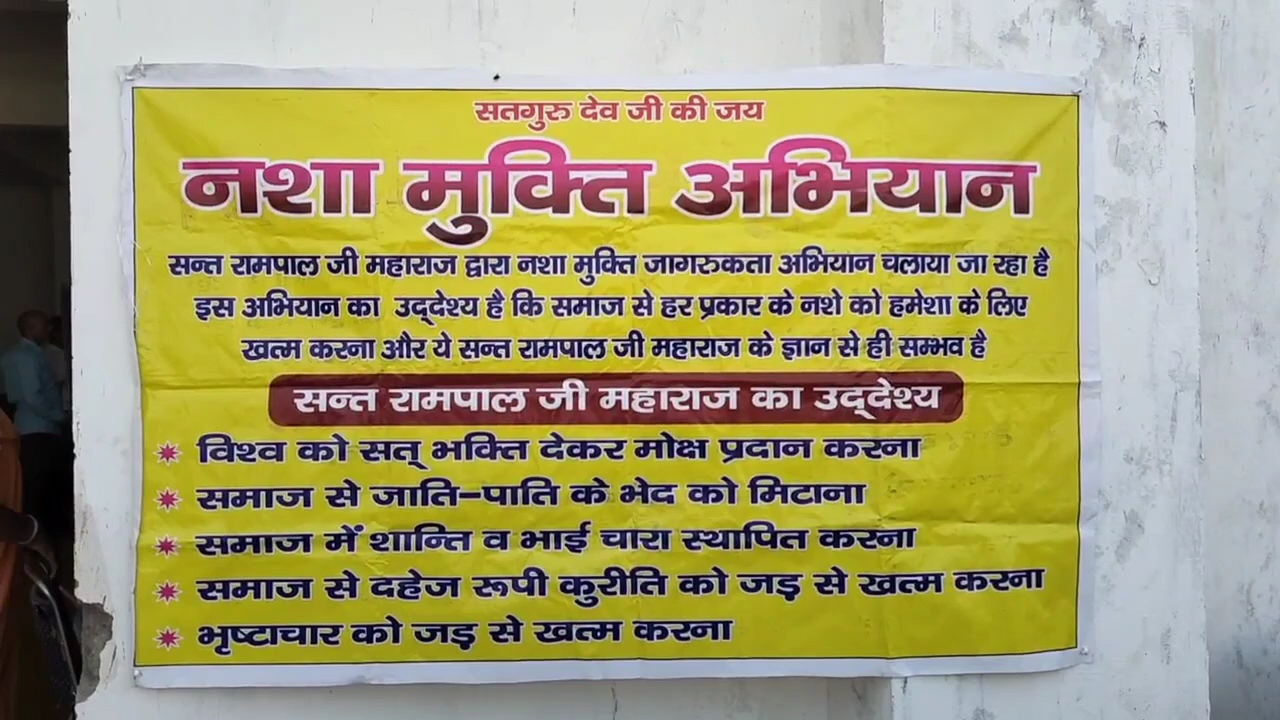 सतगुरु देव जी की जय
नशा मुक्ति अभियान
सन्त रामपाल जी महाराज द्वारा नशा मुक्ति जागरुकता अभियान चलाया जा रहा है
इस अभियान का उद्देश्य है कि समाज से हर प्रकार के नशे को हमेशा के लिए
खत्म करना और ये सन्त रामपाल जी महाराज के ज्ञान से ही सम्भव है
सन्त रामपाल जी महाराज का उद्देश्य
विश्व को सत् भक्ति देकर मोक्ष प्रदान करना
समाज से जाति-पाति के भेद को मिटाना
समाज में शान्ति व भाई चारा स्थापित करना
समाज से दहेज रूपी कुरीति को जड़ से खत्म करना
भृष्टाचार को जड़ से खत्म करना